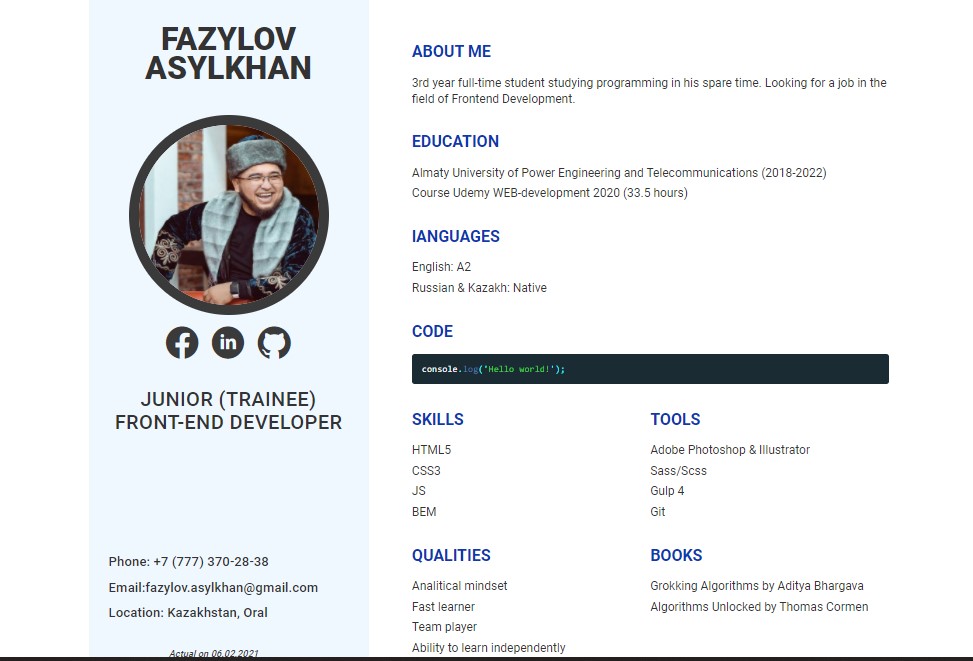 FAZYLOV
ASYLKHAN
in
JUNIOR (TRAINEE)
FRONT-END DEVELOPER
Phone: +7 (777) 370-28-38
Email:fazylov.asylkhan@gmail.com
Location: Kazakhstan, Oral
Actual on 06.02.2021
ABOUT ME
3rd year full-time student studying programming in his spare time. Looking for a job in the
field of Frontend Development.
EDUCATION
Almaty University of Power Engineering and Telecommunications (2018-2022)
Course Udemy WEB-development 2020 (33.5 hours)
lANGUAGES
English: A2
Russian & Kazakh: Native
CODE
console.log('Hello world!');
SKILLS
HTML5
CSS3
JS
BEM
TOOLS
Adobe Photoshop & Illustrator
Sass/Scss
Gulp 4
Git
QUALITIES
Analitical mindset
Fast learner
Team player
Ability to learn independently
BOOKS
Grokking Algorithms by Aditya Bhargava
Algorithms Unlocked by Thomas Cormen